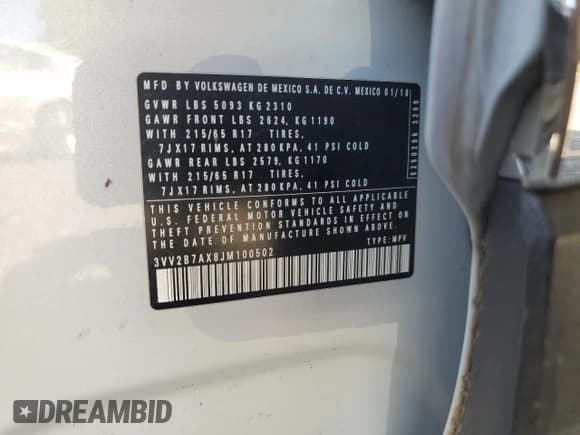 MFD BY VOLKSWAGEN DE MEXICO S.A. DE C.V. MEXICO 01/18
GVWR LBS 5093 KG 2310
GAWR FRONT LBS 2624, KG 1190
WITH 215/65 R17 TIRES,
7JX17 RIMS, AT 280 KPA, 41 PSI COLD
GAWR REAR LBS 2579, KG 1170
WITH 215/65 R17 TIRES,
7JX17 RIMS, AT 280 KPA, 41 PSI COLD
THIS VEHICLE CONFORMS TO ALL APPLICABLE
U.S. FEDERAL MOTOR VEHICLE SAFETY AND
THEFT PREVENTION STANDARDS IN EFFECT ON
THE DATE OF MANUFACTURE SHOWN ABOVE.
3VV2B7AX8JM100502
TYPE: MPV
DREAMBID